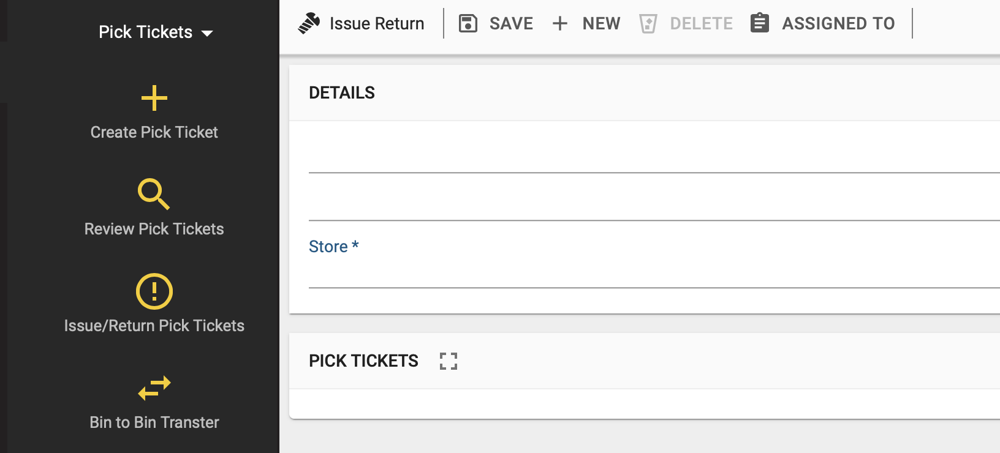 Pick Tickets
Create Pick Ticket
Review Pick Tickets
Issue/Return Pick Tickets
Bin to Bin Transter
Issue Return
SAVE
NEW
DELETE
ASSIGNED TO
DETAILS
Store *
PICK TICKETS